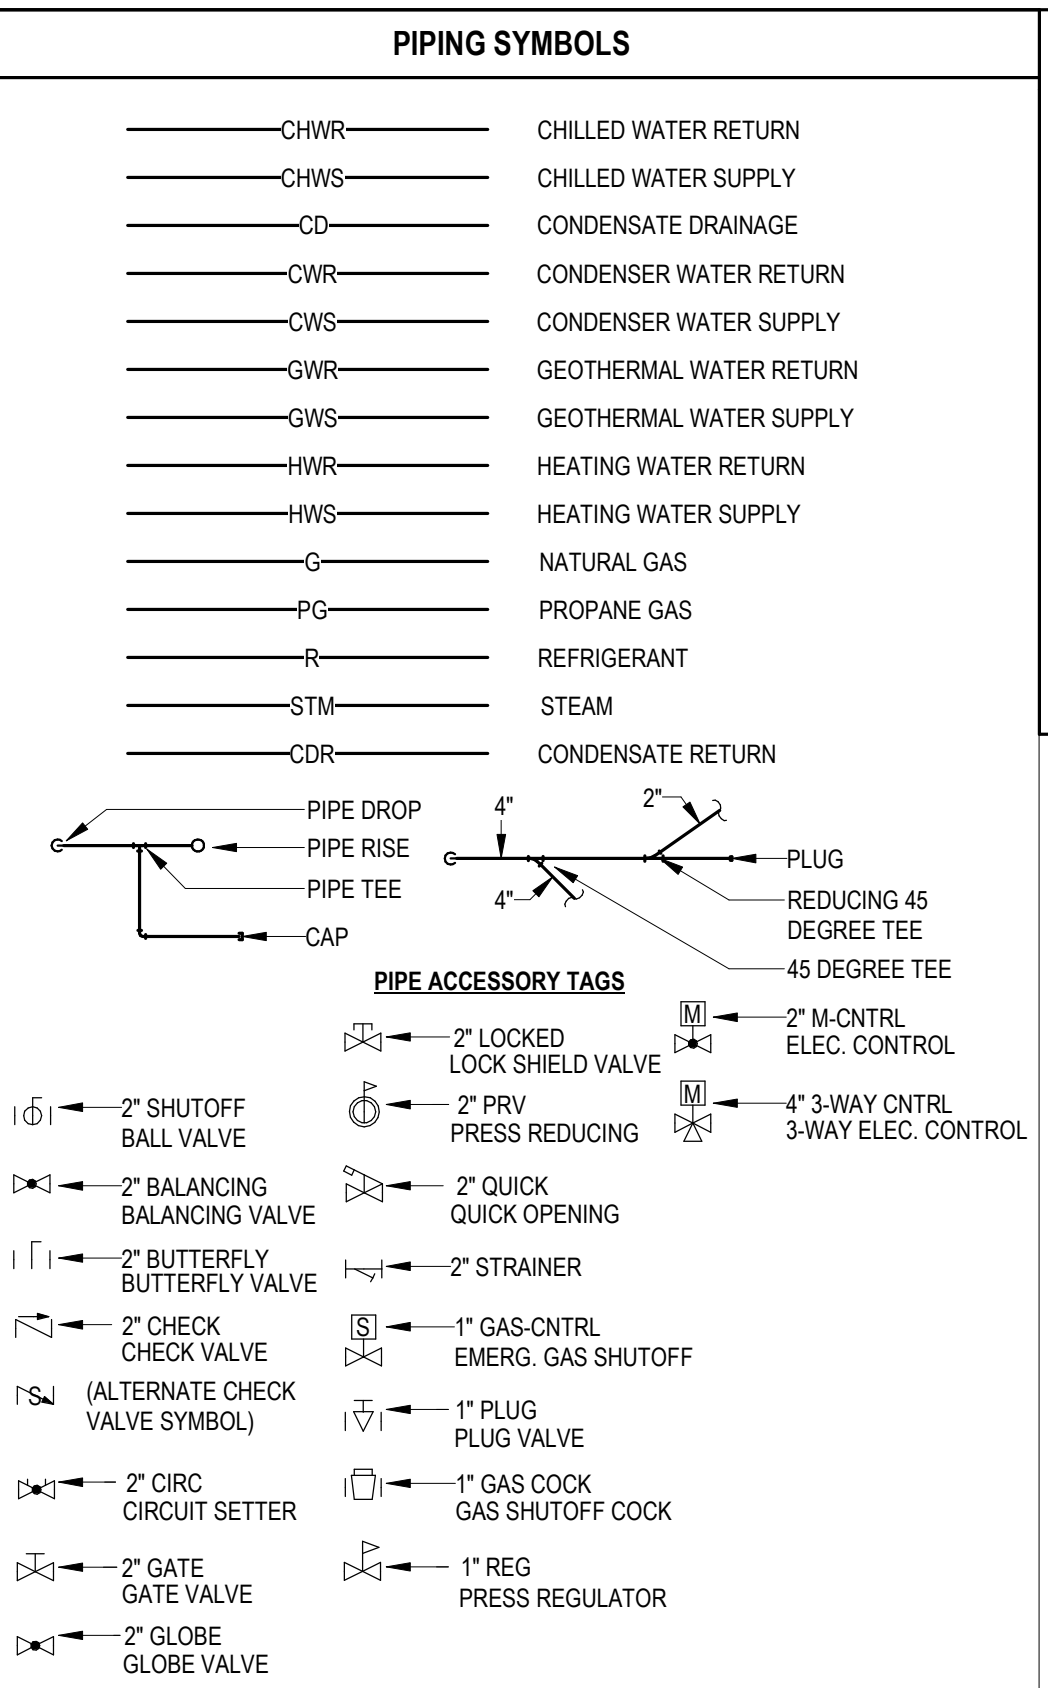 PIPING SYMBOLS
CHWR CHILLED WATER RETURN
CHWS CHILLED WATER SUPPLY
CD CONDENSATE DRAINAGE
CWR CONDENSER WATER RETURN
CWS CONDENSER WATER SUPPLY
GWR GEOTHERMAL WATER RETURN
GWS GEOTHERMAL WATER SUPPLY
HWR HEATING WATER RETURN
HWS HEATING WATER SUPPLY
G NATURAL GAS
PG PROPANE GAS
R REFRIGERANT
STM STEAM
CDR CONDENSATE RETURN
PIPE DROP
PIPE RISE
PIPE TEE
CAP
4"
2"
4"
PLUG
REDUCING 45
DEGREE TEE
45 DEGREE TEE
PIPE ACCESSORY TAGS
2" SHUTOFF
BALL VALVE
2" BALANCING
BALANCING VALVE
2" BUTTERFLY
BUTTERFLY VALVE
2" CHECK
CHECK VALVE
S (ALTERNATE CHECK
VALVE SYMBOL)
2" CIRC
CIRCUIT SETTER
2" GATE
GATE VALVE
2" GLOBE
GLOBE VALVE
2" LOCKED
LOCK SHIELD VALVE
2" PRV
PRESS REDUCING
2" QUICK
QUICK OPENING
2" STRAINER
S 1" GAS-CNTRL
EMERG. GAS SHUTOFF
1" PLUG
PLUG VALVE
1" GAS COCK
GAS SHUTOFF COCK
1" REG
PRESS REGULATOR
M 2" M-CNTRL
ELEC. CONTROL
M 4" 3-WAY CNTRL
3-WAY ELEC. CONTROL